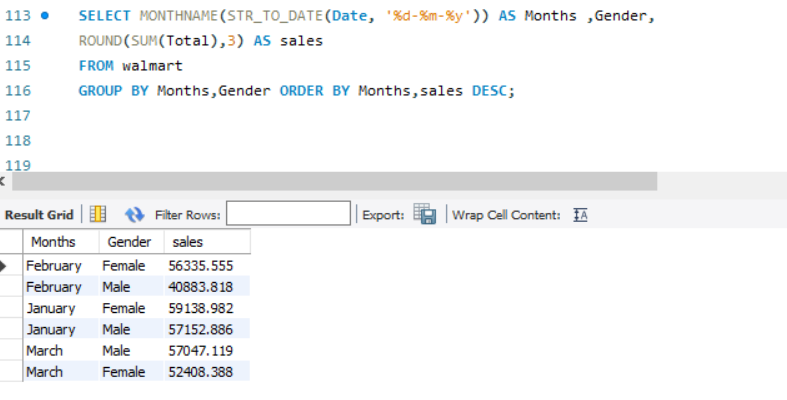 113 SELECT MONTHNAME(STR_TO_DATE(Date, '%d-%m-%y')) AS Months ,Gender,
114 ROUND(SUM(Total),3) AS sales
115 FROM walmart
116 GROUP BY Months,Gender ORDER BY Months,sales DESC;
117
118
119
Result Grid Filter Rows: Export: Wrap Cell Content: IA
Months Gender sales
February Female 56335.555
February Male 40883.818
January Female 59138.982
January Male 57152.886
March Male 57047.119
March Female 52408.388